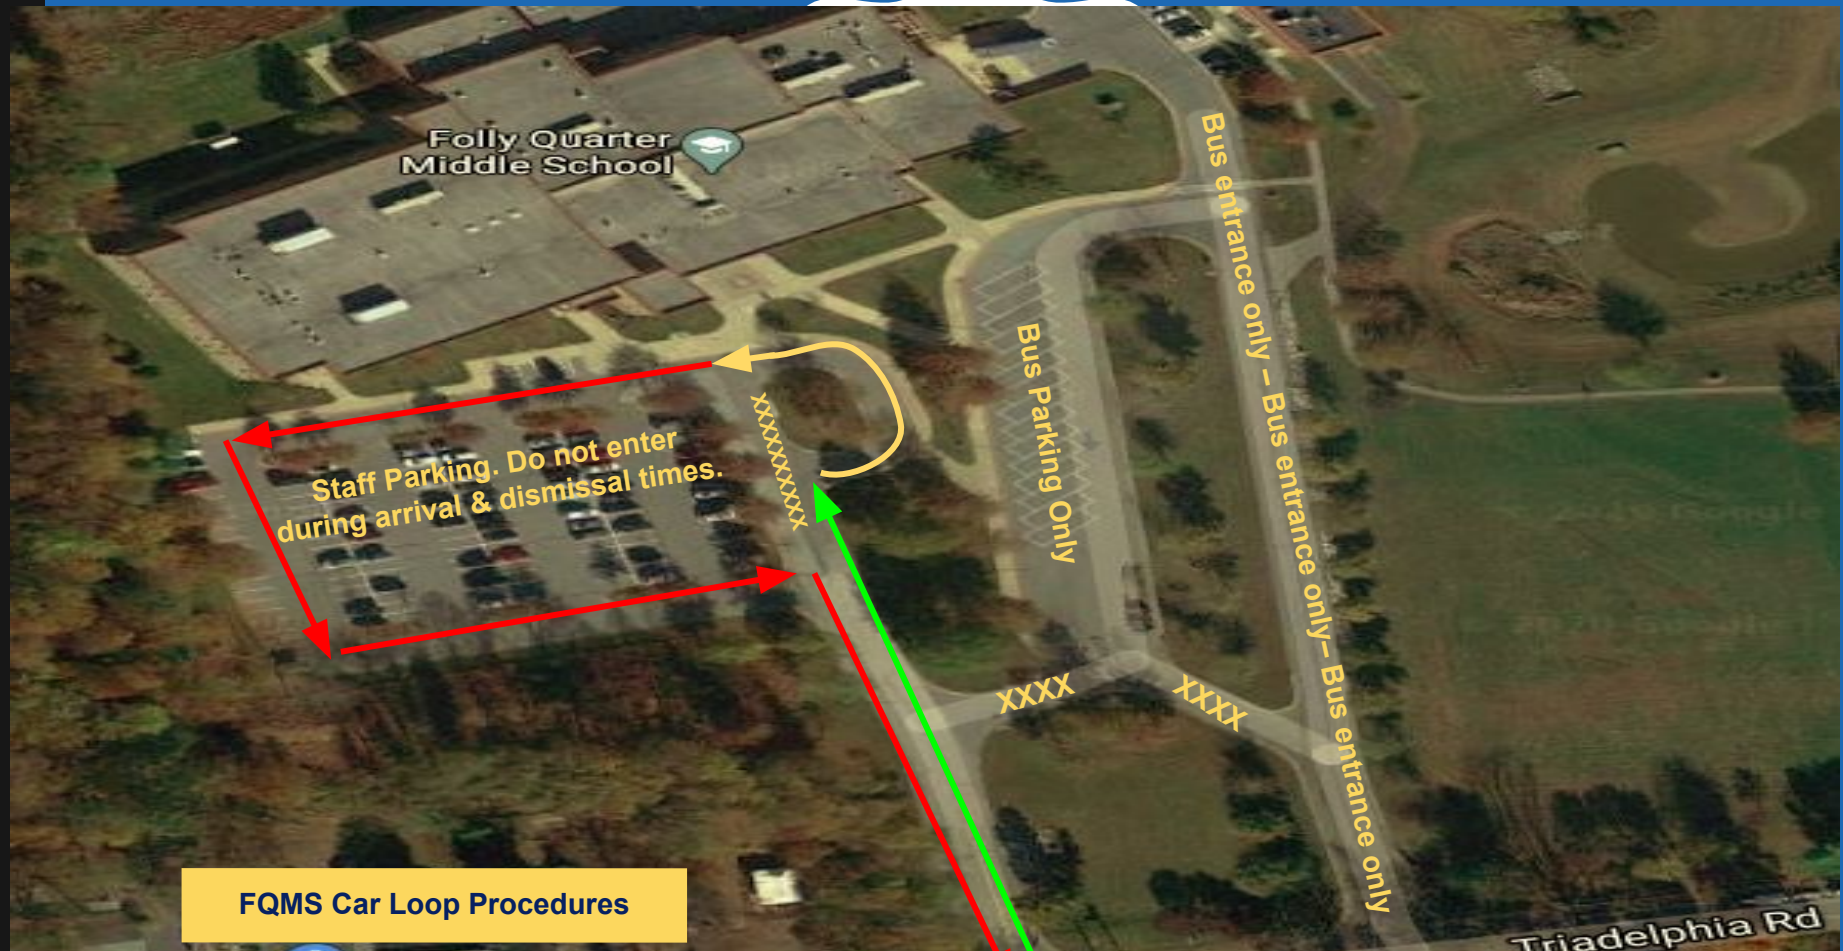 Folly Quarter
Middle School
Bus entrance only – Bus entrance only– Bus entrance only
Bus Parking Only
xxxxxxxxxx
Staff Parking. Do not enter
during arrival & dismissal times.
XXXX
XXXX
FQMS Car Loop Procedures
Triadelphia Rd